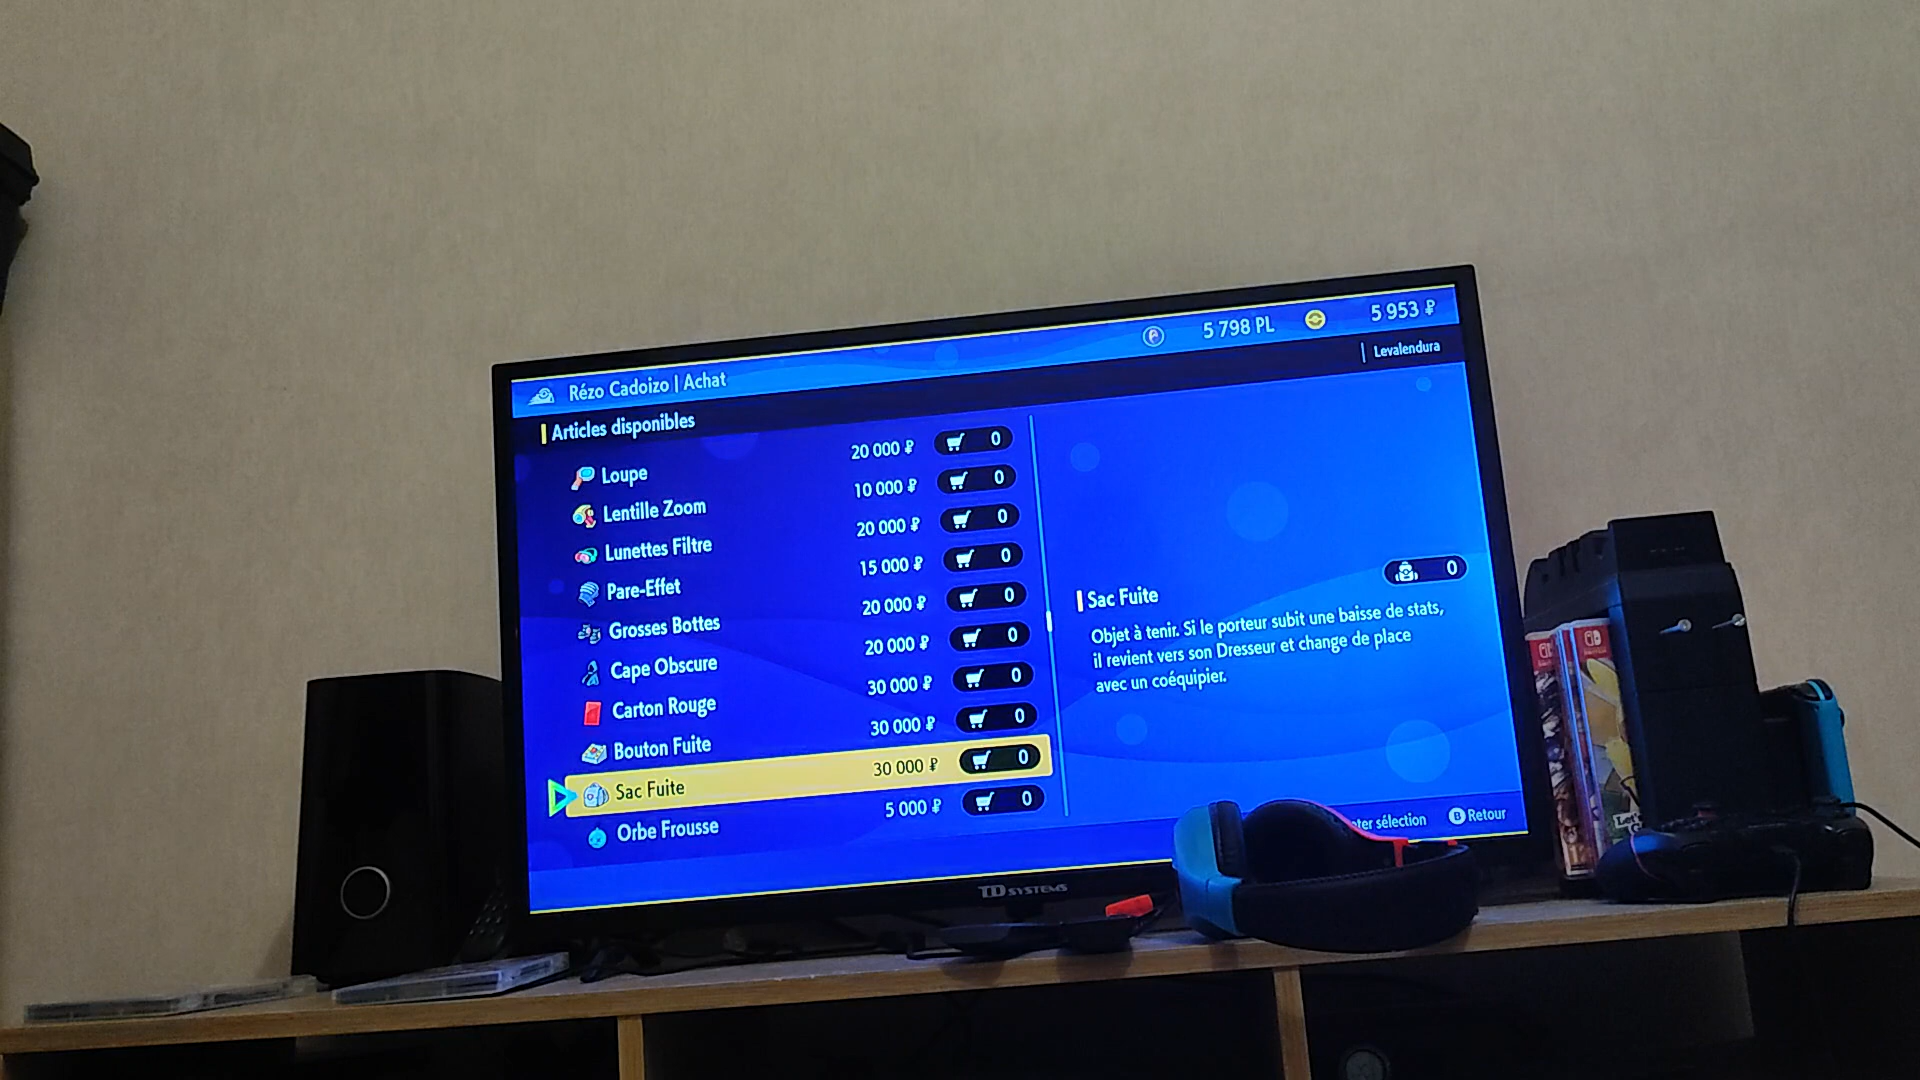 5 798 PL 5 953 ₽
Rézo Cadoizo | Achat
Levalendura
Articles disponibles
Loupe 20 000 ₽ 0
Lentille Zoom 10 000 ₽ 0
Lunettes Filtre 20 000 ₽ 0
Pare-Effet 15 000 ₽ 0
Grosses Bottes 20 000 ₽ 0
Cape Obscure 20 000 ₽ 0
Carton Rouge 30 000 ₽ 0
Bouton Fuite 30 000 ₽ 0
Sac Fuite 30 000 ₽ 0
Orbe Frousse 5 000 ₽ 0
0
Sac Fuite
Objet à tenir. Si le porteur subit une baisse de stats,
il revient vers son Dresseur et change de place
avec un coéquipier.
sélection B Retour
TD SYSTEMS